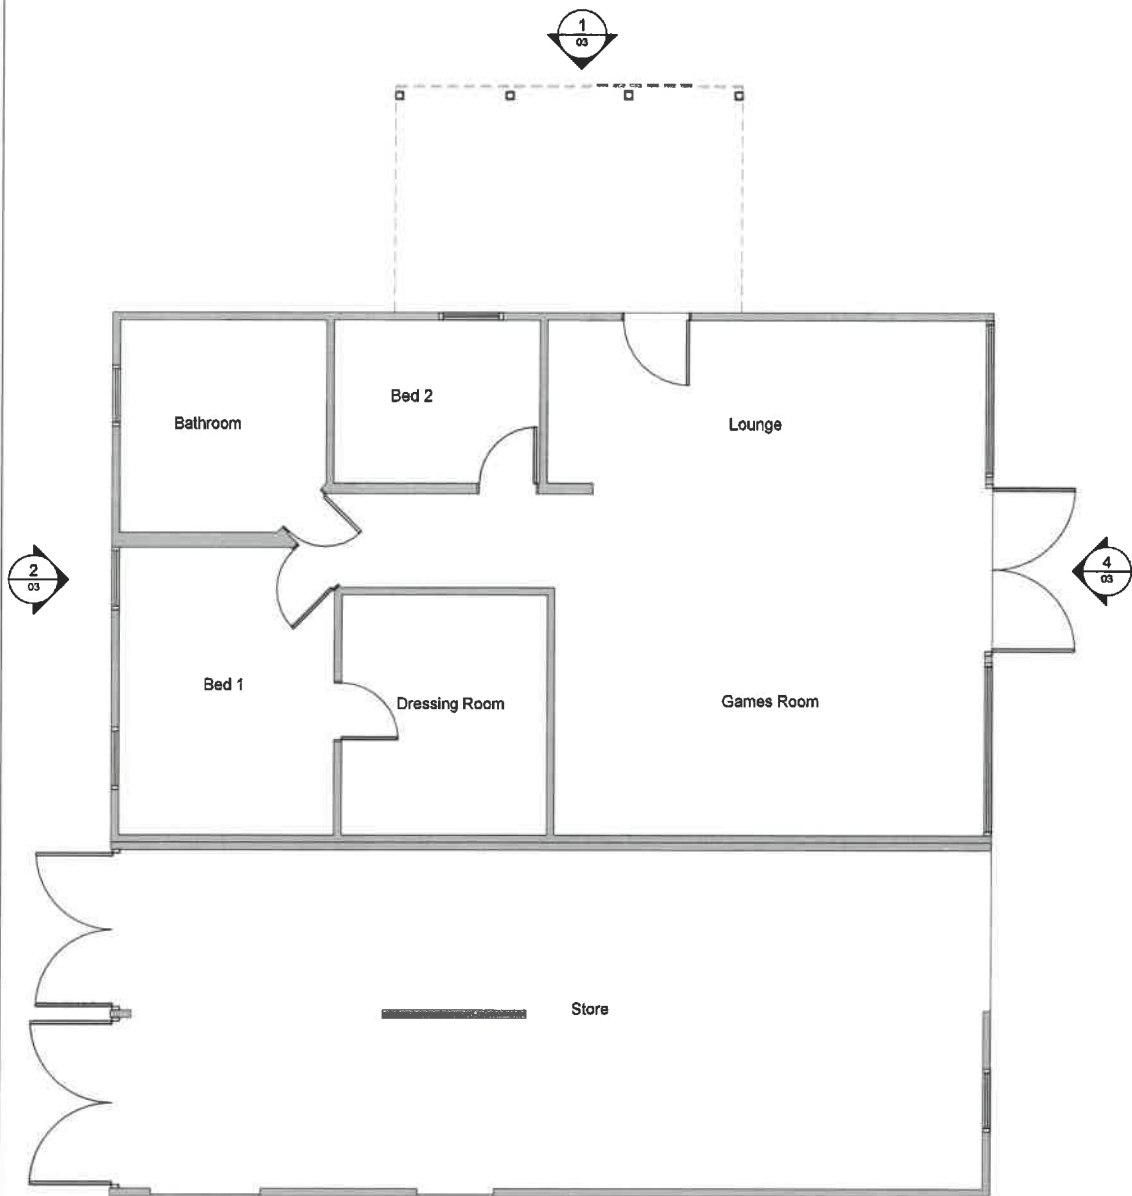 1
03
Bed 2
Bathroom
Lounge
2
03
4
03
Bed 1
Dressing Room
Games Room
Store